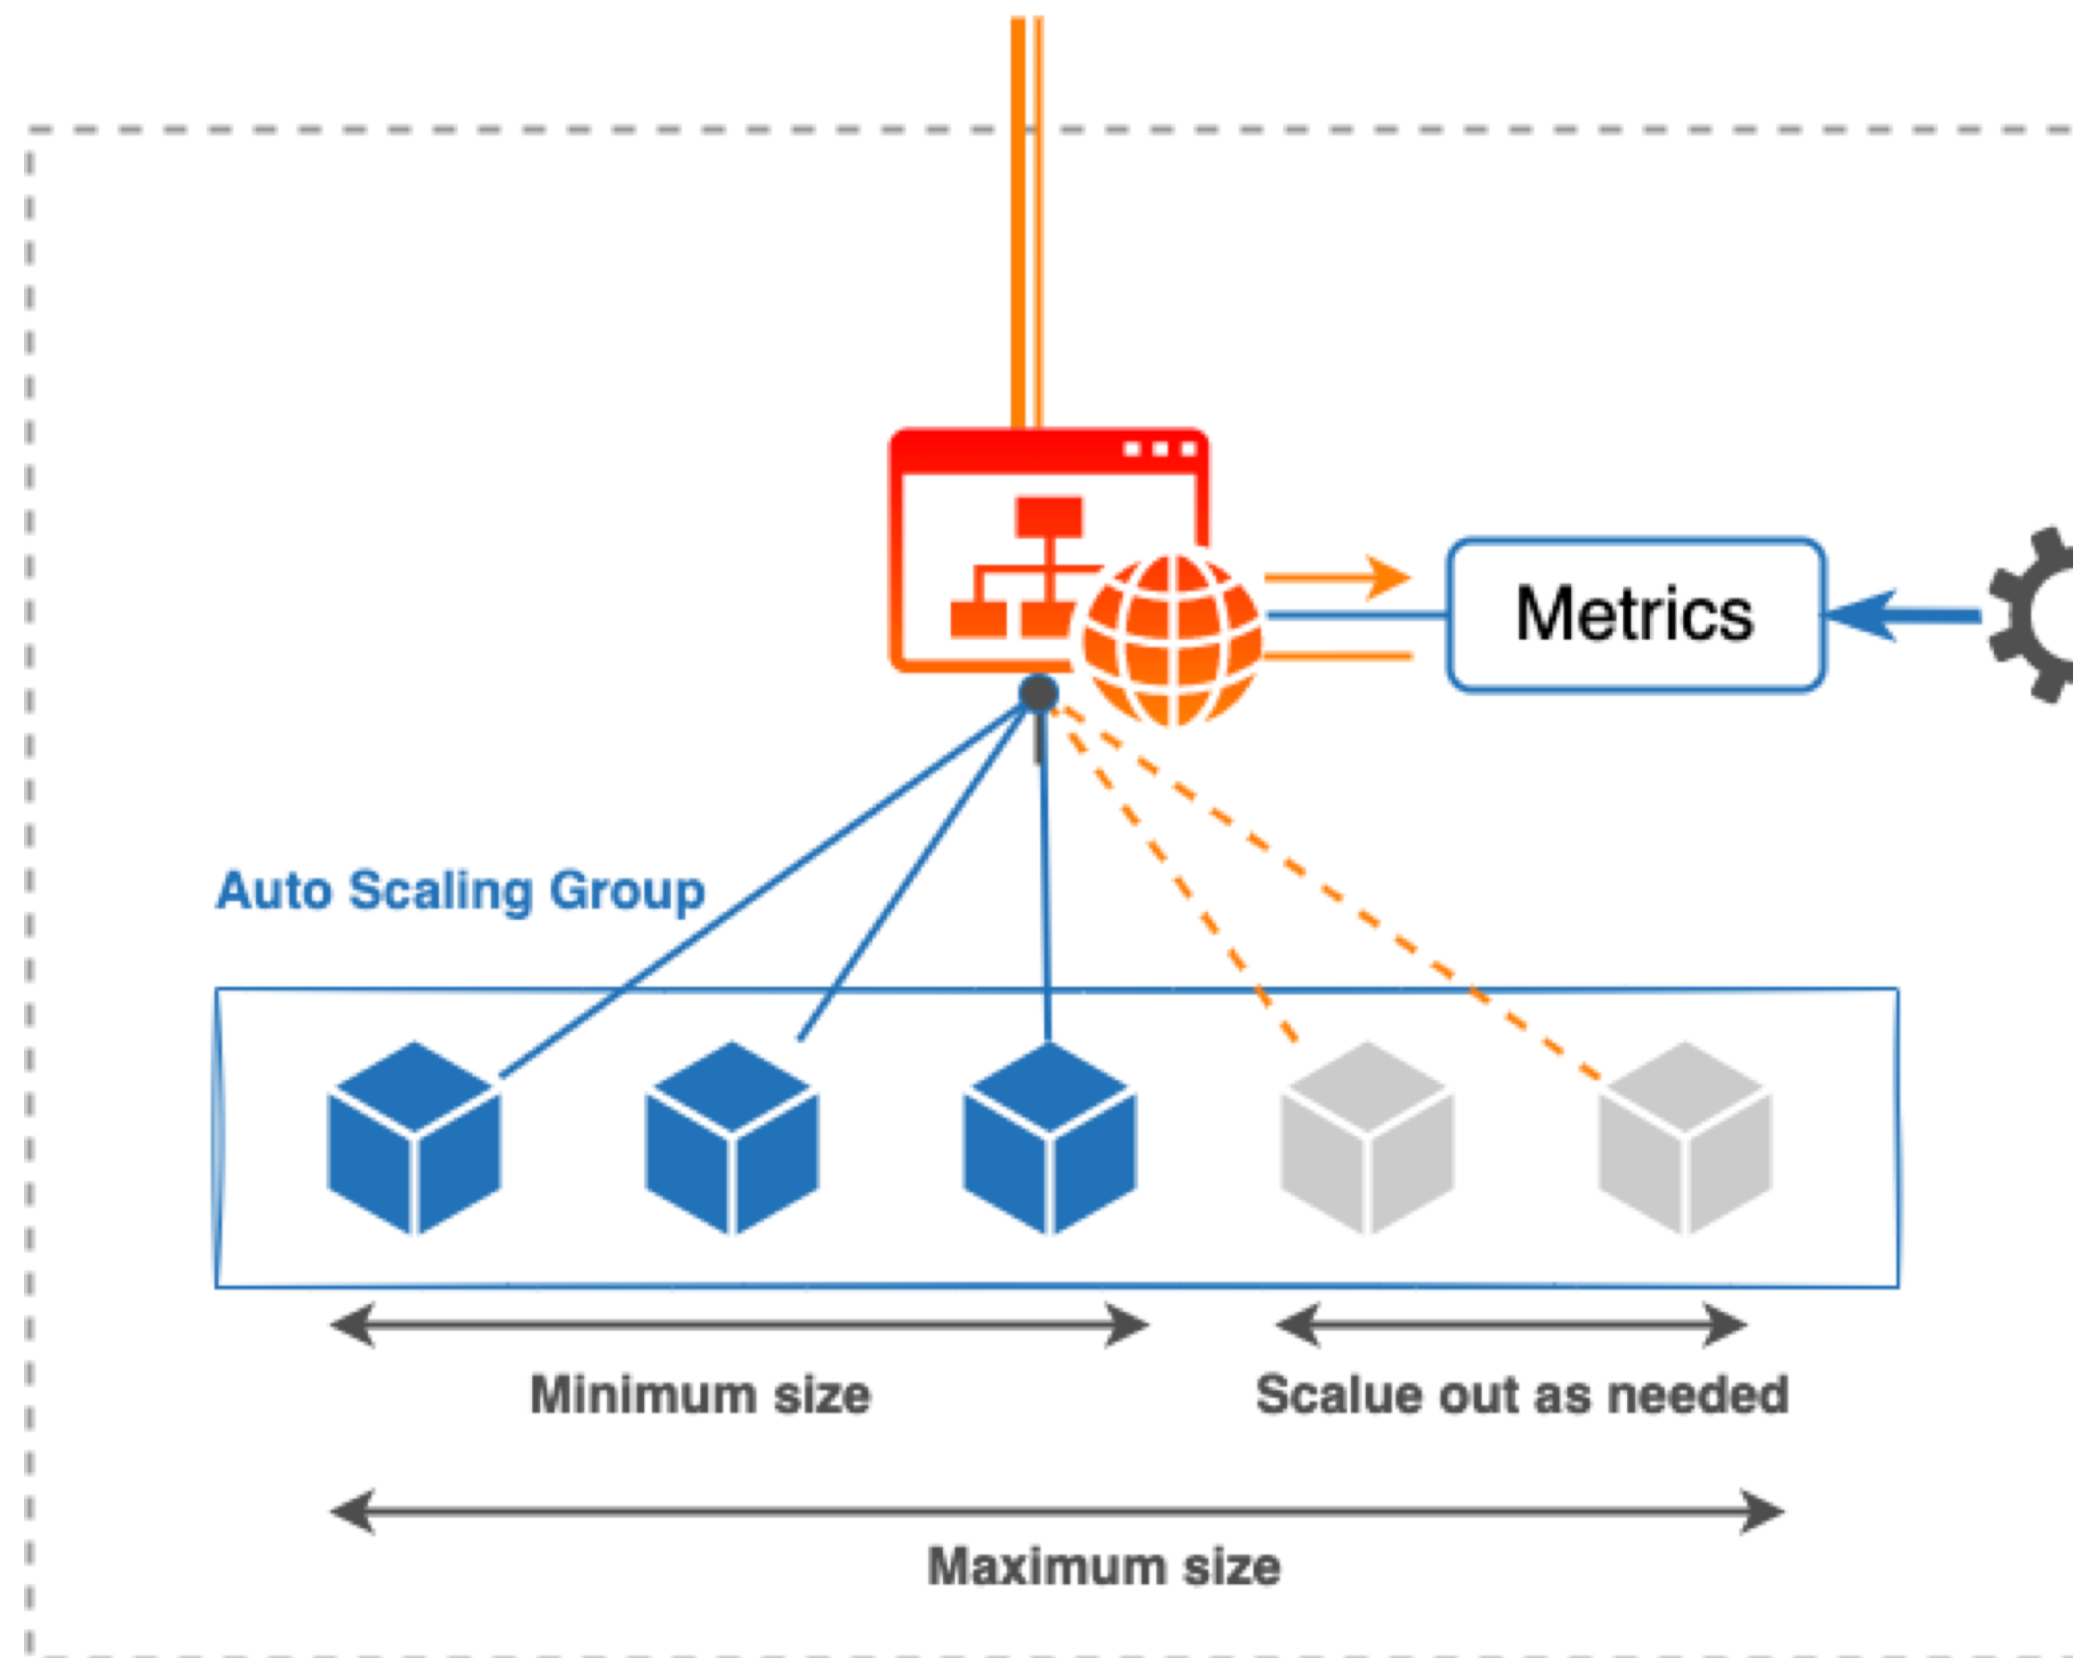 Metrics
Auto Scaling Group
Minimum size
Scalue out as needed
Maximum size